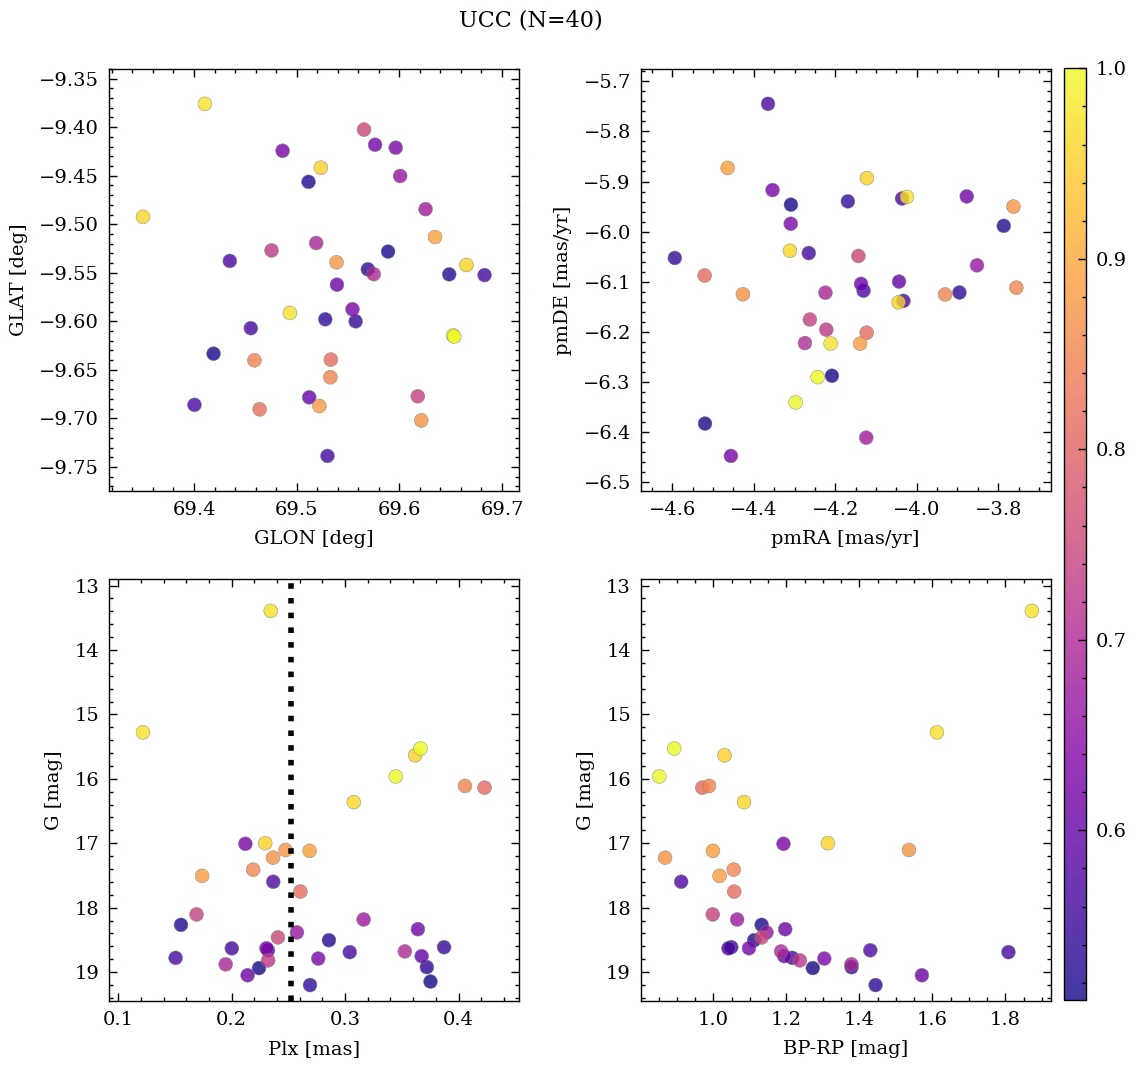 UCC (N=40)
−9.35
−9.40
−9.45
−9.50
−9.55
−9.60
−9.65
−9.70
−9.75
GLAT [deg]
69.4 69.5 69.6 69.7
GLON [deg]
−5.7
−5.8
−5.9
−6.0
−6.1
−6.2
−6.3
−6.4
−6.5
pmDE [mas/yr]
−4.6 −4.4 −4.2 −4.0 −3.8
pmRA [mas/yr]
13
14
15
16
17
18
19
G [mag]
0.1 0.2 0.3 0.4
Plx [mas]
13
14
15
16
17
18
19
G [mag]
1.0 1.2 1.4 1.6 1.8
BP-RP [mag]
1.0
0.9
0.8
0.7
0.6